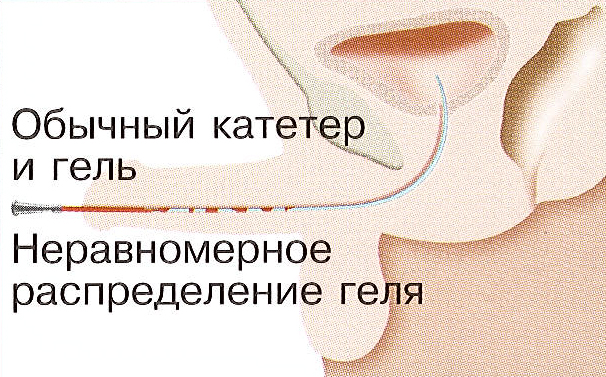 Обычный катетер
и гель
Неравномерное
распределение геля